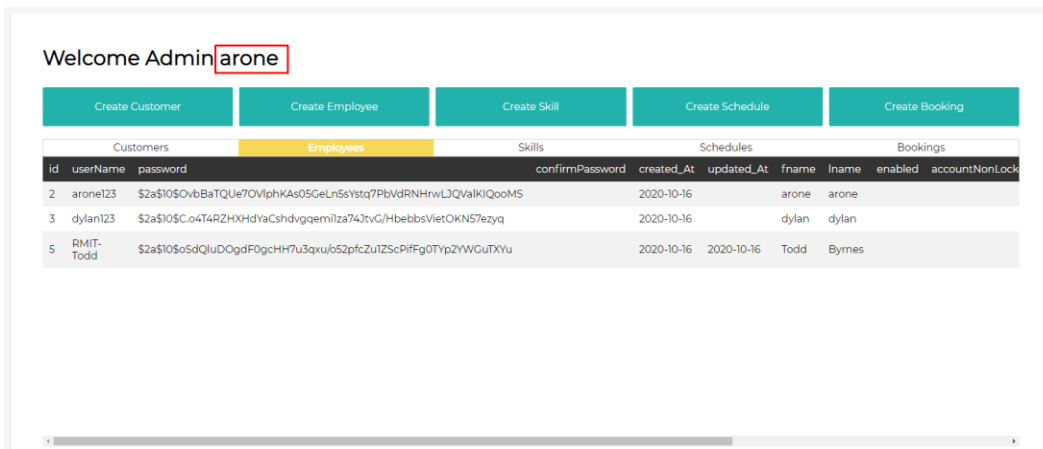 Welcome Admin arone
Create Customer Create Employee Create Skill Create Schedule Create Booking
Customers Employees Skills Schedules Bookings
id userName password confirmPassword created_At updated_At fname lname enabled accountNonLock
2 arone123 $2a$10$OvbBaTQUe7OVlphKAs05GeLn5sYstq7PbVdRNHrwLJQValKIQooMS 2020-10-16 arone arone
3 dylan123 $2a$10$C.o4T4RZHXHdYaCshdvgqemi1za74JtvG/HbebbsVietOKN57ezyq 2020-10-16 dylan dylan
5 RMIT-Todd $2a$10$oSdQluDOgdF0gcHH7u3qxu/o52pfcZu1ZScPifFg0TYp2YWGuTXYu 2020-10-16 2020-10-16 Todd Byrnes